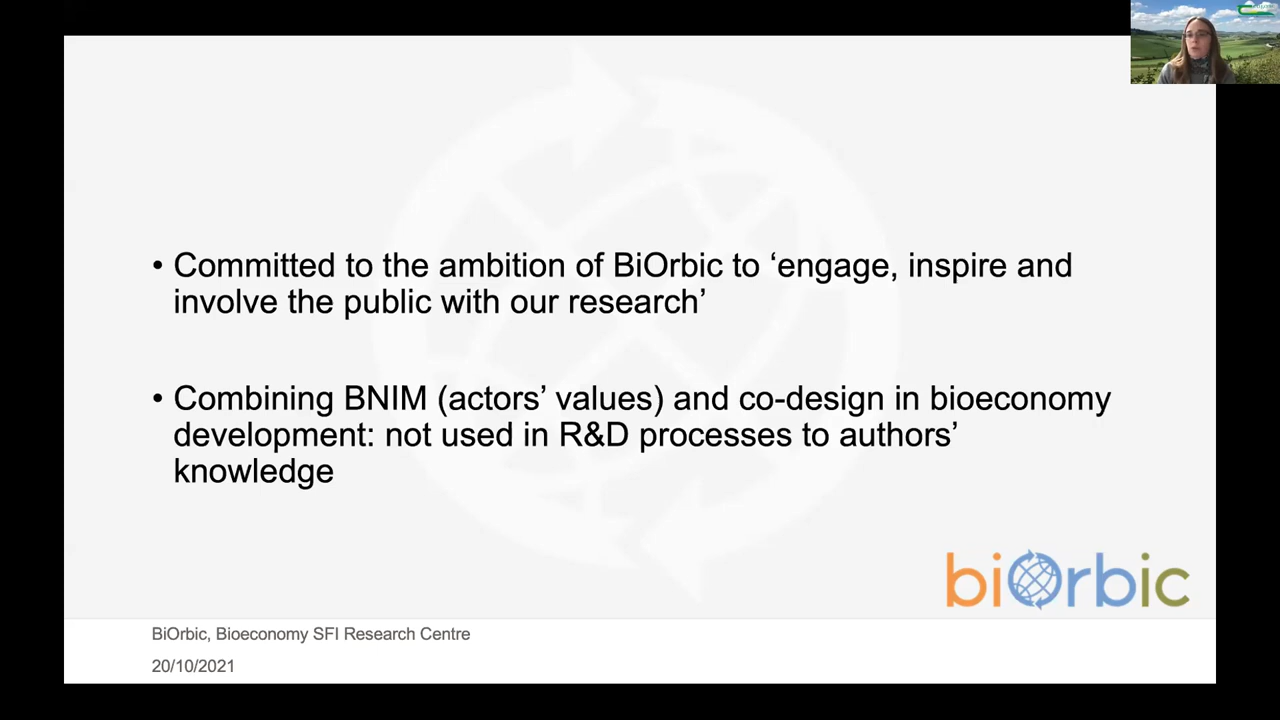 • Committed to the ambition of BiOrbic to ‘engage, inspire and
involve the public with our research’
• Combining BNIM (actors’ values) and co-design in bioeconomy
development: not used in R&D processes to authors’
knowledge
biOrbic
BiOrbic, Bioeconomy SFI Research Centre
20/10/2021